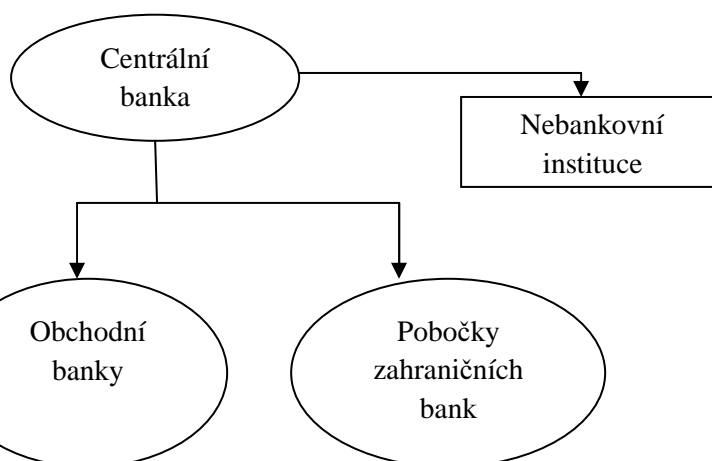 Centrální
banka
Nebankovní
instituce
Obchodní
banky
Pobočky
zahraničních
bank